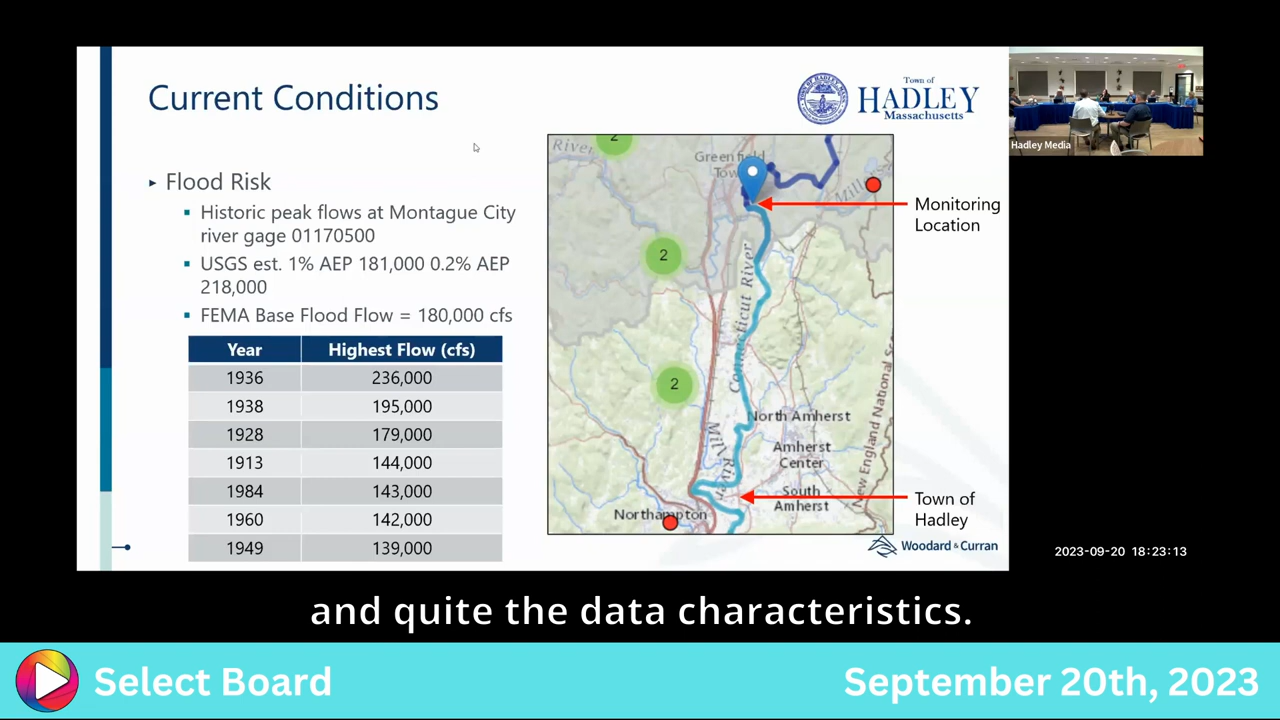 Current Conditions
Town of
HADLEY
Massachusetts
Flood Risk
Historic peak flows at Montague City
river gage 01170500
USGS est. 1% AEP 181,000 0.2% AEP
218,000
FEMA Base Flood Flow = 180,000 cfs
Year Highest Flow (cfs)
1936 236,000
1938 195,000
1928 179,000
1913 144,000
1984 143,000
1960 142,000
1949 139,000
River
2
Greenfield
Town
Millers
Monitoring
Location
2
Connecticut River
2
North Amherst
Mill River
Amherst
Center
New England National
South
Amherst
Northampton
Town of
Hadley
Woodard & Curran
Hadley Media
2023-09-20 18:23:13
and quite the data characteristics.
Select Board
September 20th, 2023